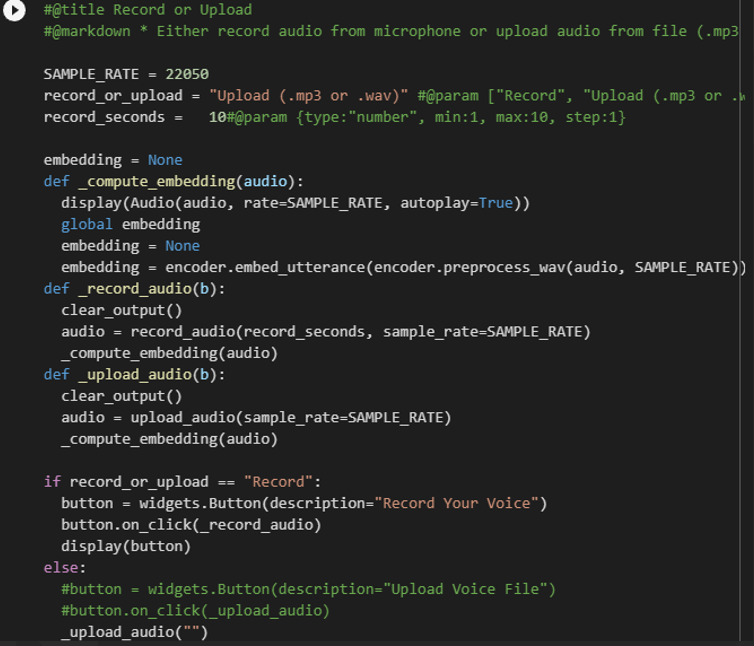 #@title Record or Upload
#@markdown * Either record audio from microphone or upload audio from file (.mp3

SAMPLE_RATE = 22050
record_or_upload = "Upload (.mp3 or .wav)" #@param ["Record", "Upload (.mp3 or .w
record_seconds =   10#@param {type:"number", min:1, max:10, step:1}

embedding = None
def _compute_embedding(audio):
  display(Audio(audio, rate=SAMPLE_RATE, autoplay=True))
  global embedding
  embedding = None
  embedding = encoder.embed_utterance(encoder.preprocess_wav(audio, SAMPLE_RATE))
def _record_audio(b):
  clear_output()
  audio = record_audio(record_seconds, sample_rate=SAMPLE_RATE)
  _compute_embedding(audio)
def _upload_audio(b):
  clear_output()
  audio = upload_audio(sample_rate=SAMPLE_RATE)
  _compute_embedding(audio)

if record_or_upload == "Record":
  button = widgets.Button(description="Record Your Voice")
  button.on_click(_record_audio)
  display(button)
else:
  #button = widgets.Button(description="Upload Voice File")
  #button.on_click(_upload_audio)
  _upload_audio("")